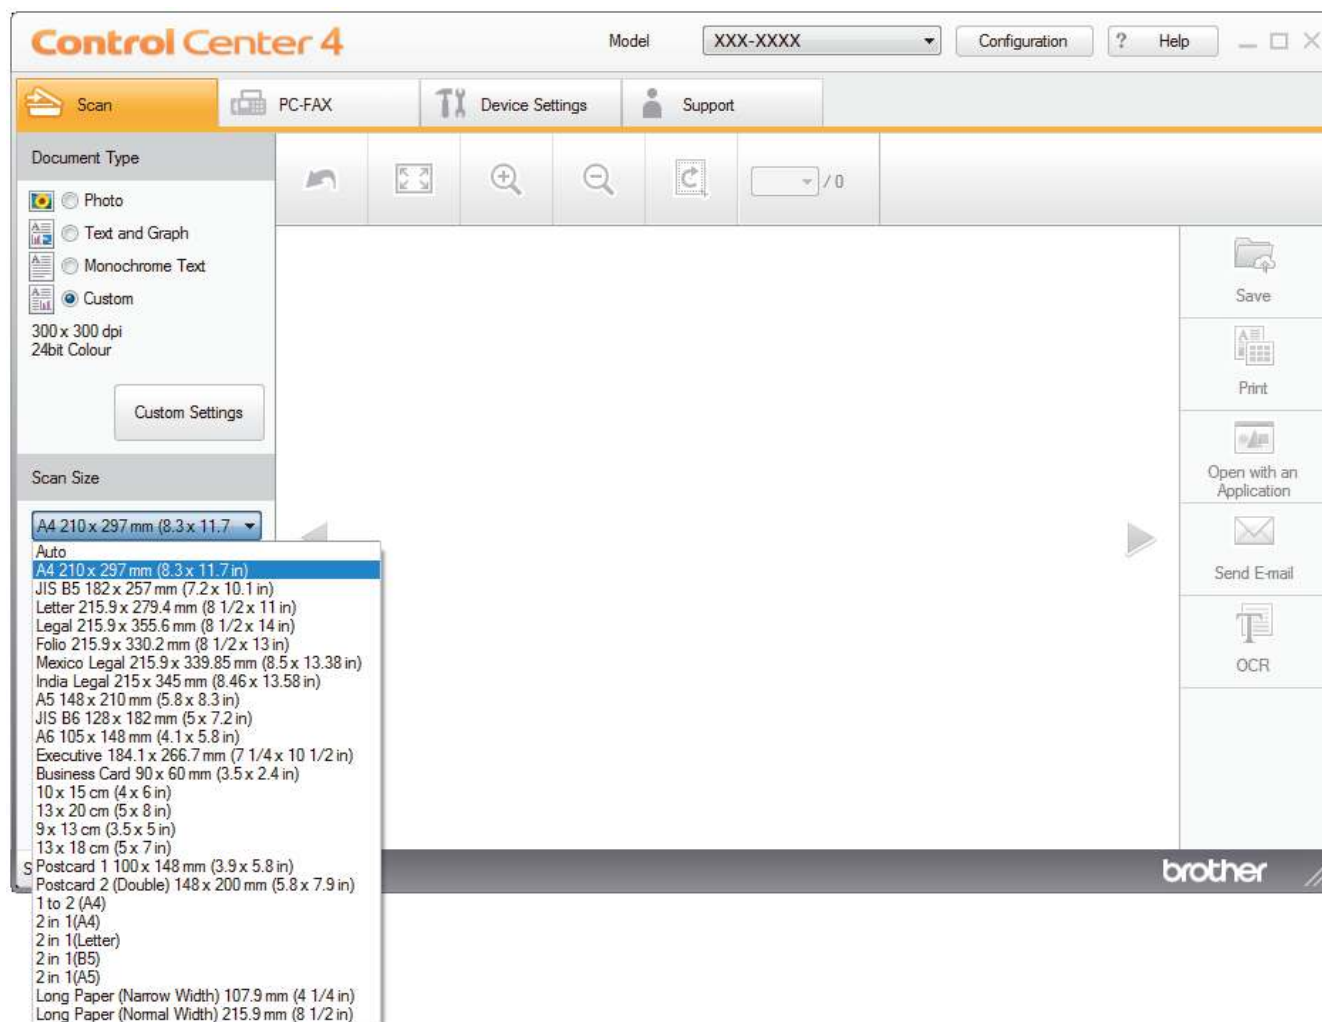 Control Center 4
Model
XXX-XXXX
Configuration
? Help
Scan
PC-FAX
Device Settings
Support
Document Type
Photo
Text and Graph
Monochrome Text
Custom
300 x 300 dpi
24bit Colour
Custom Settings
/ 0
Scan Size
A4 210 x 297 mm (8.3 x 11.7
Auto
A4 210 x 297 mm (8.3 x 11.7 in)
JIS B5 182 x 257 mm (7.2 x 10.1 in)
Letter 215.9 x 279.4 mm (8 1/2 x 11 in)
Legal 215.9 x 355.6 mm (8 1/2 x 14 in)
Folio 215.9 x 330.2 mm (8 1/2 x 13 in)
Mexico Legal 215.9 x 339.85 mm (8.5 x 13.38 in)
India Legal 215 x 345 mm (8.46 x 13.58 in)
A5 148 x 210 mm (5.8 x 8.3 in)
JIS B6 128 x 182 mm (5 x 7.2 in)
A6 105 x 148 mm (4.1 x 5.8 in)
Executive 184.1 x 266.7 mm (7 1/4 x 10 1/2 in)
Business Card 90 x 60 mm (3.5 x 2.4 in)
10 x 15 cm (4 x 6 in)
13 x 20 cm (5 x 8 in)
9 x 13 cm (3.5 x 5 in)
13 x 18 cm (5 x 7 in)
Postcard 1 100 x 148 mm (3.9 x 5.8 in)
Postcard 2 (Double) 148 x 200 mm (5.8 x 7.9 in)
1 to 2 (A4)
2 in 1(A4)
2 in 1(Letter)
2 in 1(B5)
2 in 1(A5)
Long Paper (Narrow Width) 107.9 mm (4 1/4 in)
Long Paper (Normal Width) 215.9 mm (8 1/2 in)
Save
Print
Open with an
Application
Send E-mail
OCR
brother